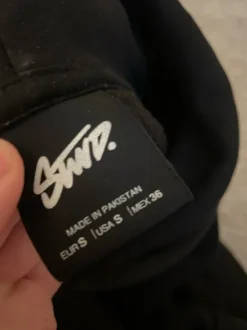 STWD.
MADE IN PAKISTAN
EUR S | USA S | MEX 36